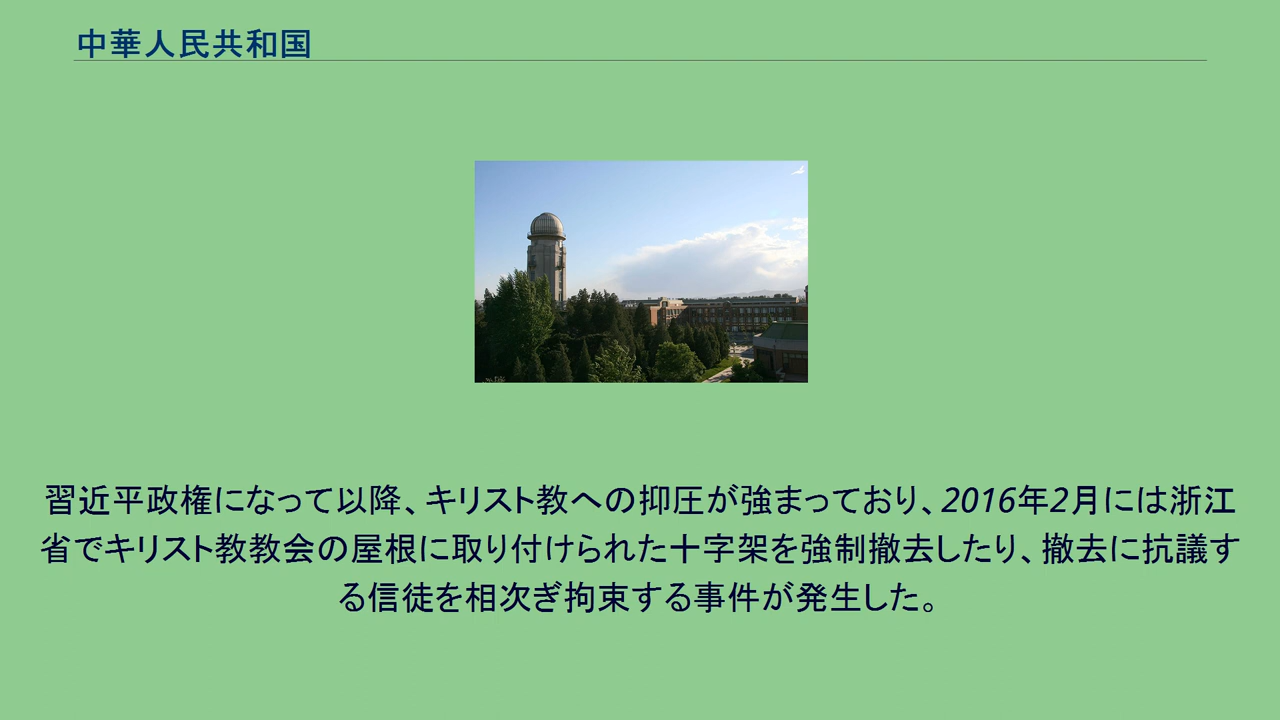 中華人民共和国
習近平政権になって以降、キリスト教への抑圧が強まっており、2016年2月には浙江
省でキリスト教教会の屋根に取り付けられた十字架を強制撤去したり、撤去に抗議す
る信徒を相次ぎ拘束する事件が発生した。